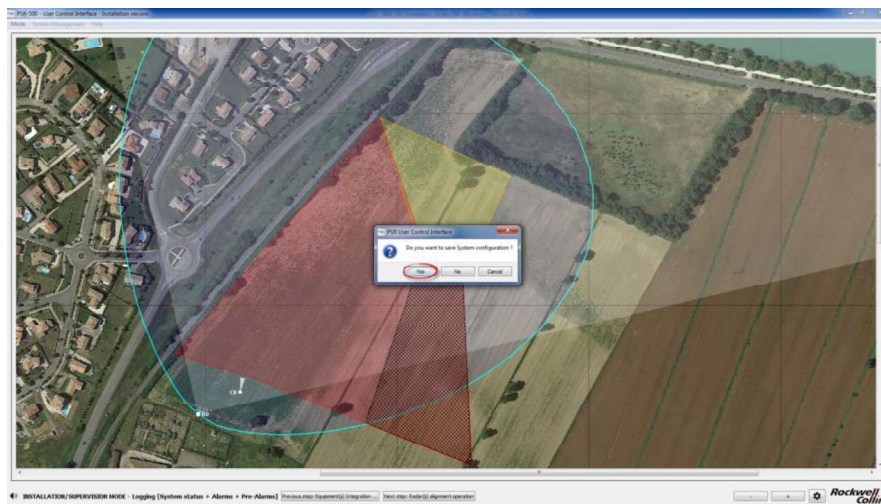 PSR-500 - User Control Interface - Installation version
Mode System Management Help
PSR User Control Interface
Do you want to save System configuration ?
Yes No Cancel
INSTALLATION/SUPERVISION MODE - Logging [System status + Alarms + Pre-Alarms] Previous step: Equipment(s) Integration ... Next step: Radar(s) alignment operation
- +
Rockwell
Collin